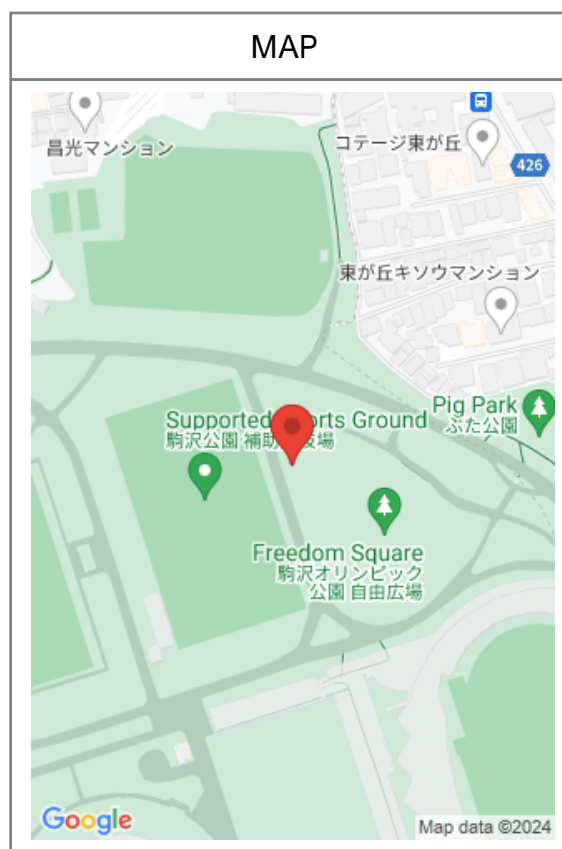 MAP
昌光マンション
コテージ東が丘
426
東が丘キソウマンション
Pig Park
ぶた公園
Supported
orts Ground
駒沢公園 補助
技場
Freedom Square
駒沢オリンピック
公園 自由広場
Google
Map data ©2024